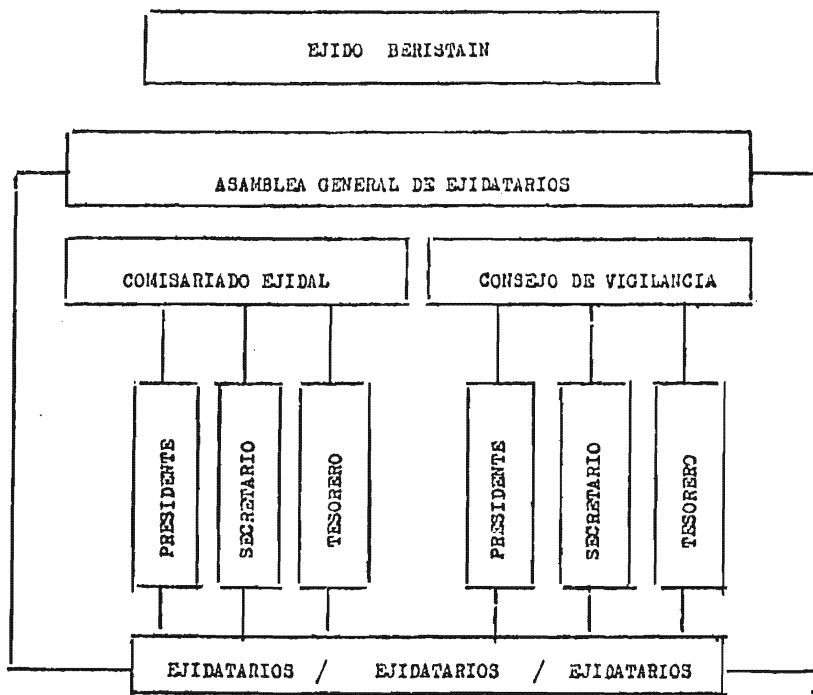 EJIDO BERISTAIN
ASAMBLEA GENERAL DE EJIDATARIOS
COMISARIADO EJIDAL
CONSEJO DE VIGILANCIA
PRESIDENTE
SECRETARIO
TESORERO
PRESIDENTE
SECRETARIO
TESORERO
EJIDATARIOS / EJIDATARIOS / EJIDATARIOS